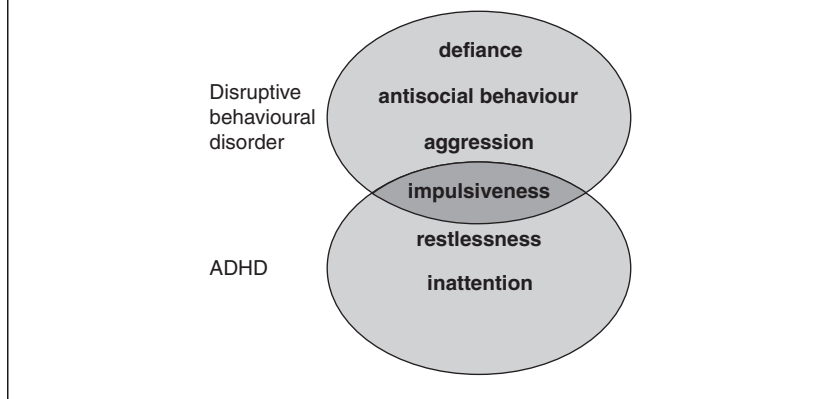 defiance
Disruptive
behavioural
disorder
antisocial behaviour
aggression
impulsiveness
restlessness
ADHD
inattention